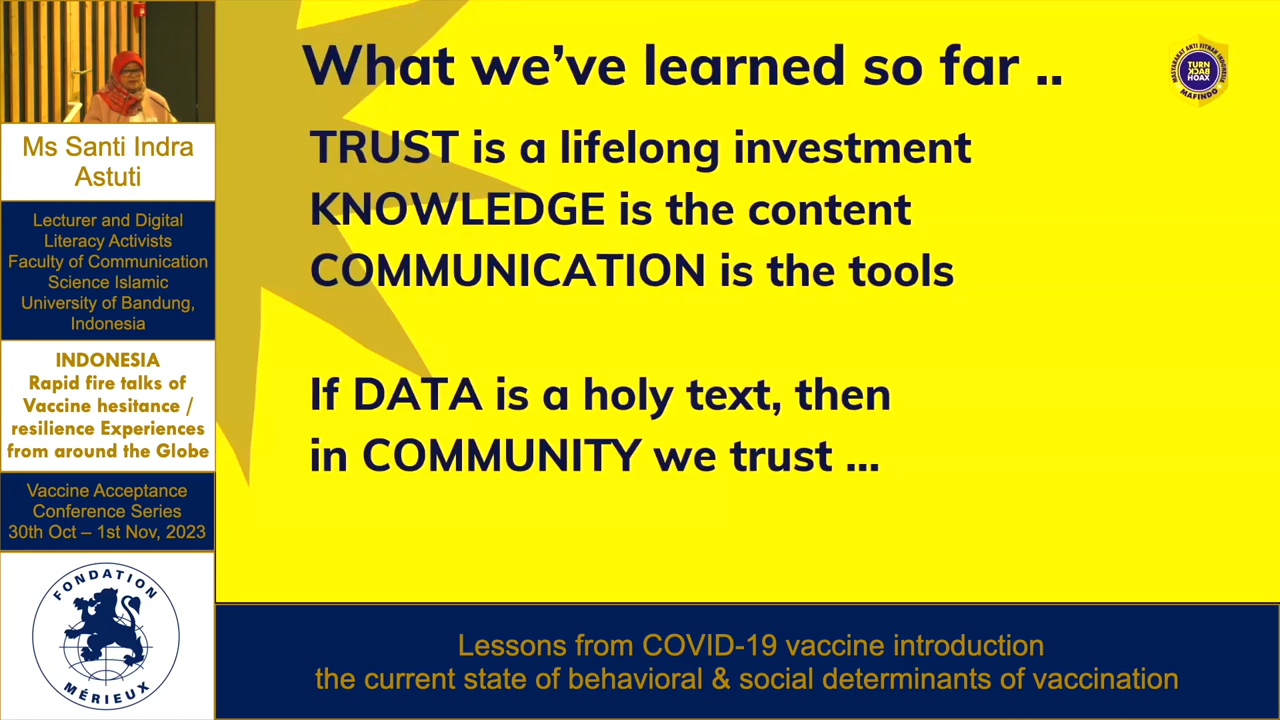 What we’ve learned so far ..
TRUST is a lifelong investment
KNOWLEDGE is the content
COMMUNICATION is the tools
If DATA is a holy text, then
in COMMUNITY we trust ...
MASYARAKAT ANTI FITNAH INDONESIA
TURN
BACK
HOAX
MAFINDO
Ms Santi Indra
Astuti
Lecturer and Digital
Literacy Activists
Faculty of Communication
Science Islamic
University of Bandung,
Indonesia
INDONESIA
Rapid fire talks of
Vaccine hesitance /
resilience Experiences
from around the Globe
Vaccine Acceptance
Conference Series
30th Oct – 1st Nov, 2023
FONDATION
MÉRIEUX
Lessons from COVID-19 vaccine introduction
the current state of behavioral & social determinants of vaccination